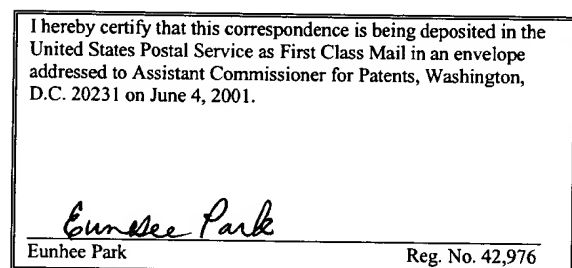 I hereby certify that this correspondence is being deposited in the
United States Postal Service as First Class Mail in an envelope
addressed to Assistant Commissioner for Patents, Washington,
D.C. 20231 on June 4, 2001.
Eunhee Park
Eunhee Park Reg. No. 42,976